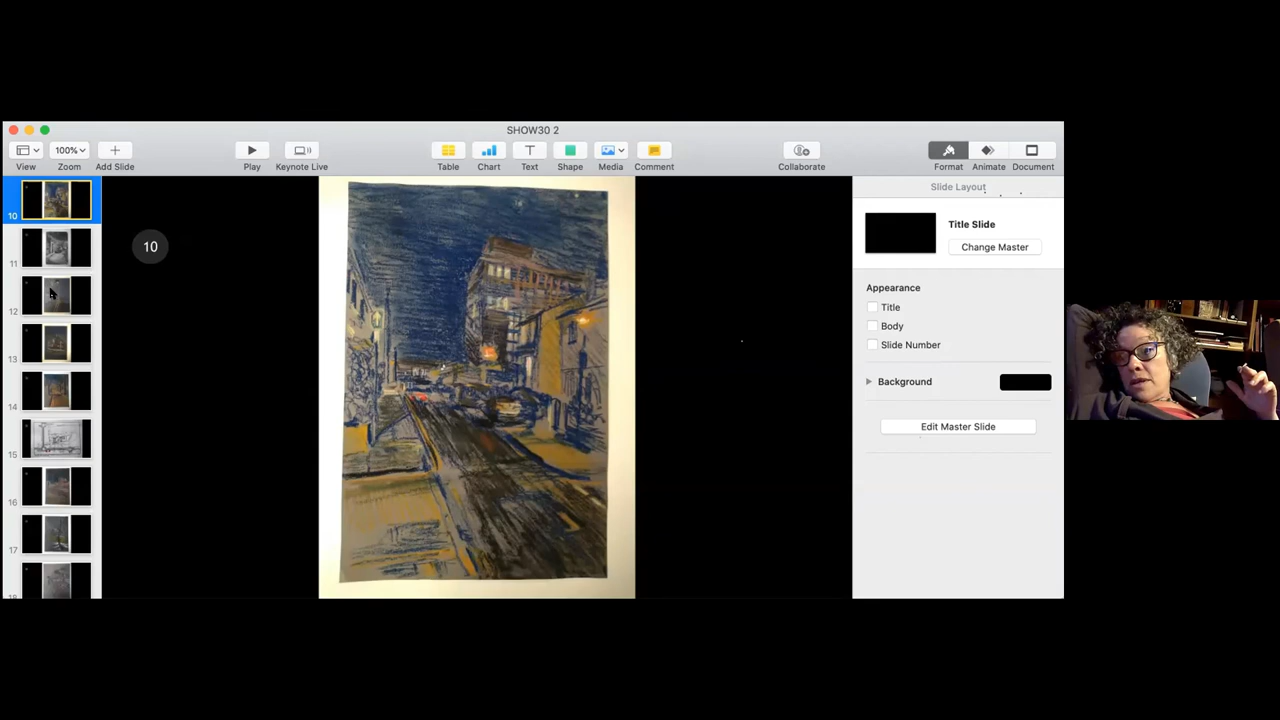 SHOW30 2
100%
View Zoom Add Slide Play Keynote Live Table Chart Text Shape Media Comment Collaborate Format Animate Document
Slide Layout
10
11
12
13
14
15
16
17
18
10
Title Slide
Change Master
Appearance
Title
Body
Slide Number
Background
Edit Master Slide